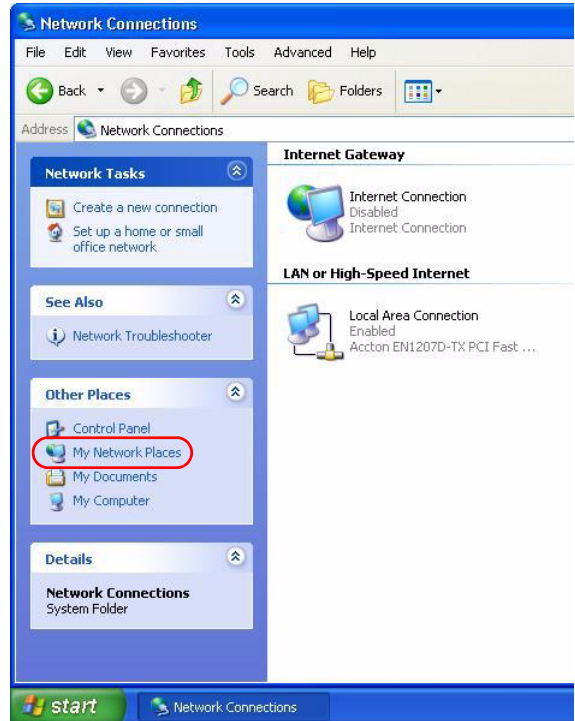 Network Connections
File Edit View Favorites Tools Advanced Help
Back Search Folders
Address Network Connections
Network Tasks
Create a new connection
Set up a home or small
office network
See Also
Network Troubleshooter
Other Places
Control Panel
My Network Places
My Documents
My Computer
Details
Network Connections
System Folder
Internet Gateway
Internet Connection
Disabled
Internet Connection
LAN or High-Speed Internet
Local Area Connection
Enabled
Accton EN1207D-TX PCI Fast ...
start Network Connections